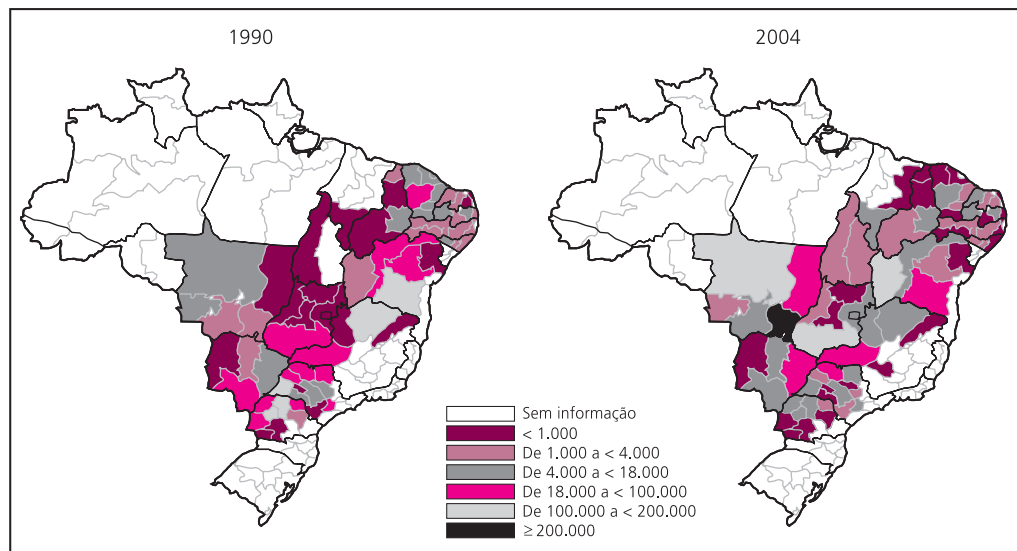 1990
2004
Sem informação
< 1.000
De 1.000 a < 4.000
De 4.000 a < 18.000
De 18.000 a < 100.000
De 100.000 a < 200.000
≥ 200.000